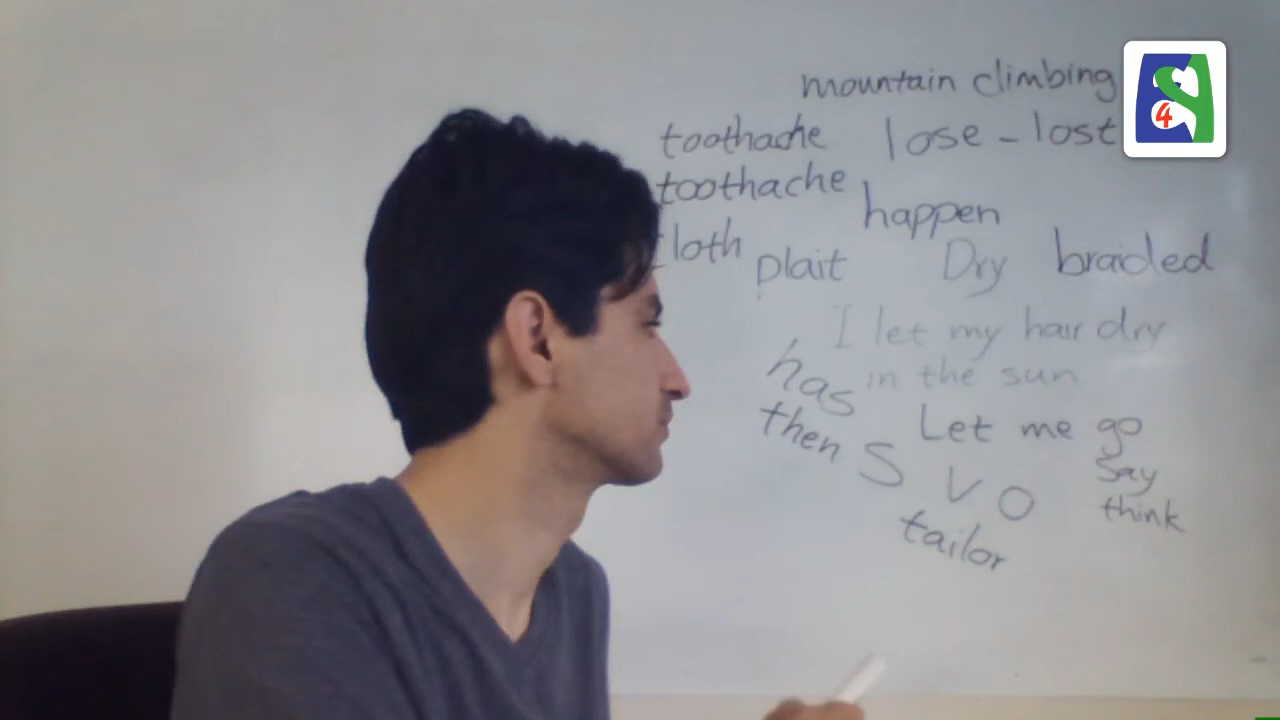 mountain climbing
4
toothache lose - lost
toothache
happen
cloth plait Dry braided
I let my hair dry
in the sun
has
then
Let me go
say
think
S V O
tailor